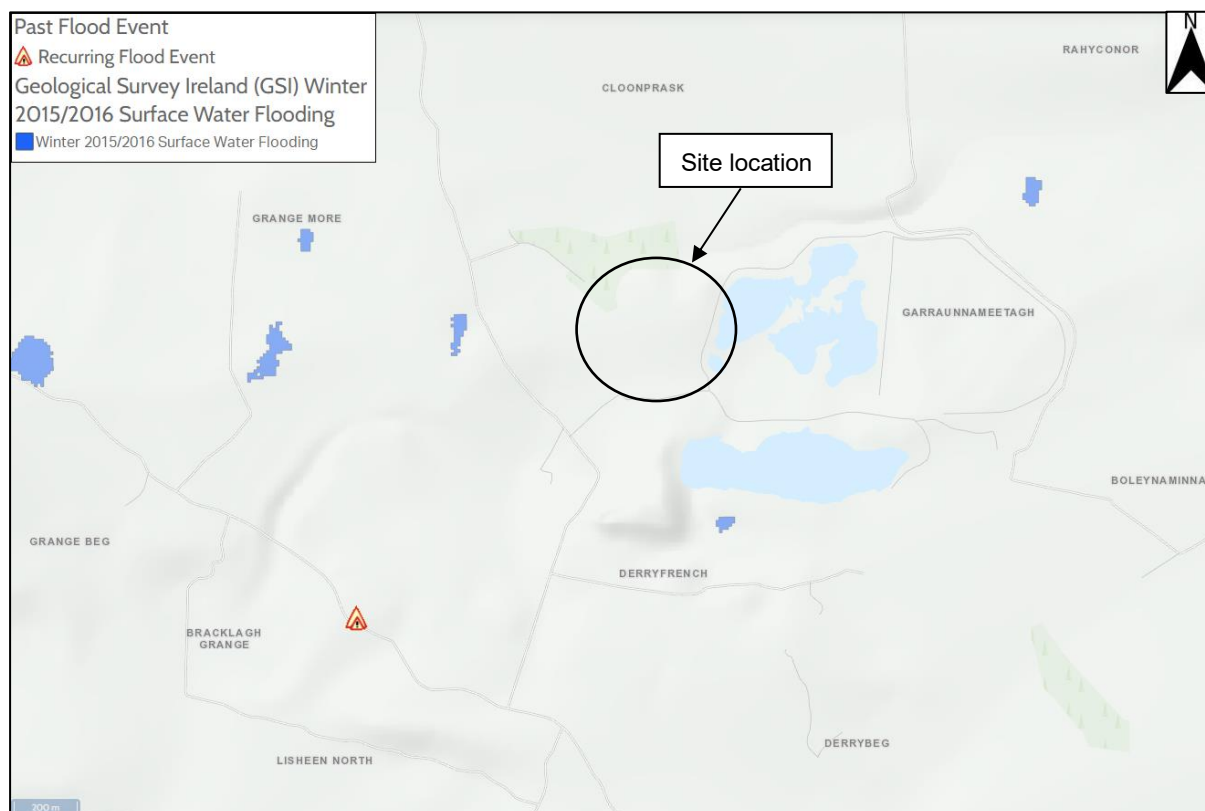 Past Flood Event
Recurring Flood Event
Geological Survey Ireland (GSI) Winter
2015/2016 Surface Water Flooding
Winter 2015/2016 Surface Water Flooding
N
RAHYCONOR
CLOONPRASK
Site location
GRANGE MORE
GARRAUNNAMEETAGH
BOLEYNAMINNA
GRANGE BEG
DERRYFRENCH
BRACKLAGH
GRANGE
DERRYBEG
LISHEEN NORTH
200 m